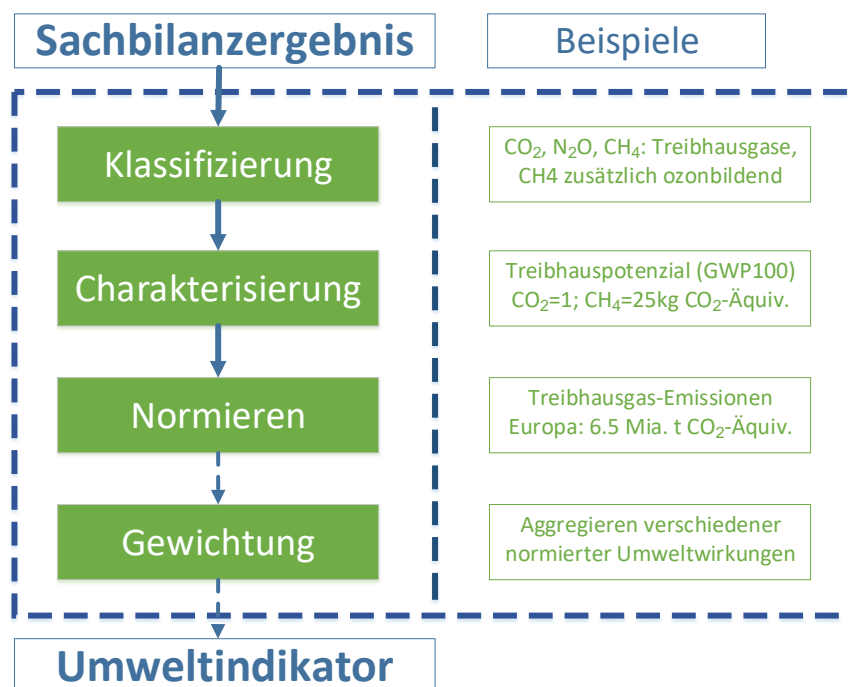 Sachbilanzergebnis
Beispiele
Klassifizierung
CO₂, N₂O, CH₄: Treibhausgase,
CH4 zusätzlich ozonbildend
Charakterisierung
Treibhauspotenzial (GWP100)
CO₂=1; CH₄=25kg CO₂-Äquiv.
Normieren
Treibhausgas-Emissionen
Europa: 6.5 Mia. t CO₂-Äquiv.
Gewichtung
Aggregieren verschiedener
normierter Umweltwirkungen
Umweltindikator